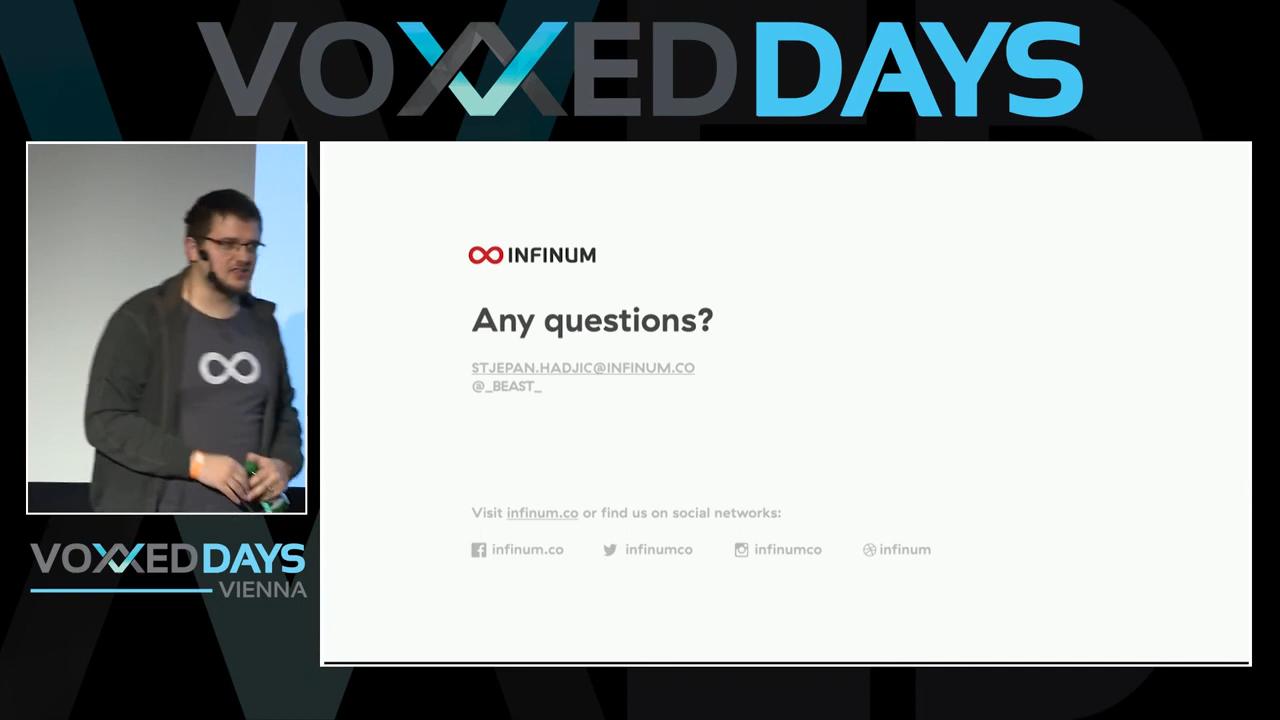 VOXXED DAYS
INFINUM
Any questions?
STJEPAN.HADJIC@INFINUM.CO
@_BEAST_
Visit infinum.co or find us on social networks:
infinum.co infinumco infinumco infinum
VOXXED DAYS
VIENNA